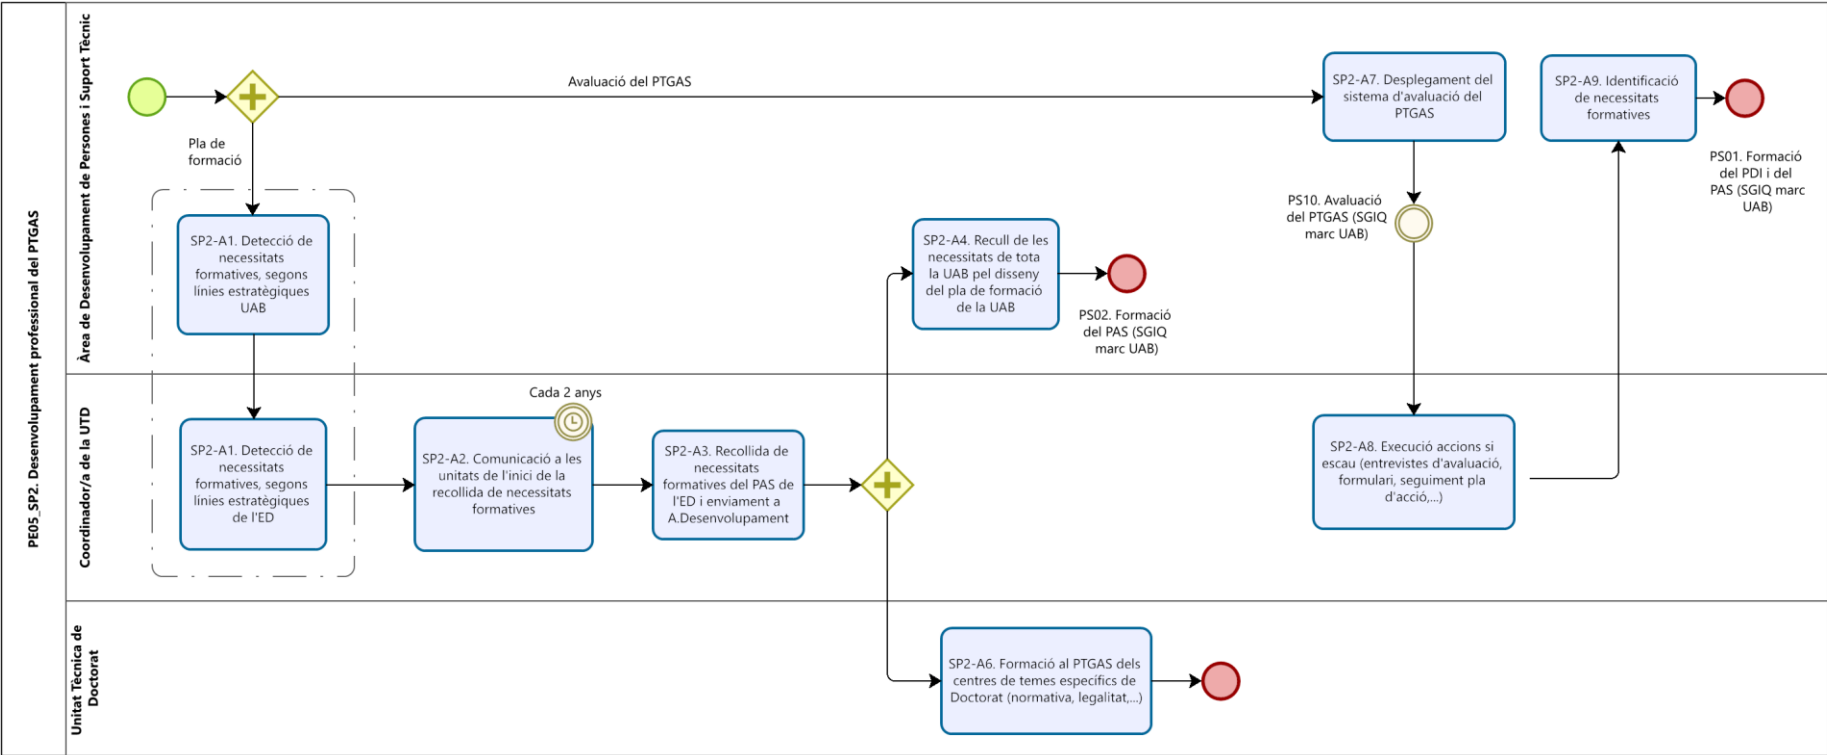 PE05_SP2. Desenvolupament professional del PTGAS
Àrea de Desenvolupament de Persones i Suport Tècnic
Avaluació del PTGAS
Pla de
formació
SP2-A1. Detecció de
necessitats
formatives, segons
línies estratègiques
UAB
SP2-A4. Recull de les
necessitats de tota
la UAB pel disseny
del pla de formació
de la UAB
PS02. Formació
del PAS (SGIQ
marc UAB)
SP2-A7. Desplegament del
sistema d'avaluació del
PTGAS
PS10. Avaluació
del PTGAS (SGIQ
marc UAB)
SP2-A9. Identificació
de necessitats
formatives
PS01. Formació
del PDI i del
PAS (SGIQ marc
UAB)
Coordinador/a de la UTD
SP2-A1. Detecció de
necessitats
formatives, segons
línies estratègiques
de l'ED
Cada 2 anys
SP2-A2. Comunicació a les
unitats de l'inici de la
recollida de necessitats
formatives
SP2-A3. Recollida de
necessitats
formatives del PAS de
l'ED i enviament a
A.Desenvolupament
SP2-A8. Execució accions si
escau (entrevistes d'avaluació,
formulari, seguiment pla
d'acció,...)
Unitat Tècnica de
Doctorat
SP2-A6. Formació al PTGAS dels
centres de temes específics de
Doctorat (normativa, legalitat,...)